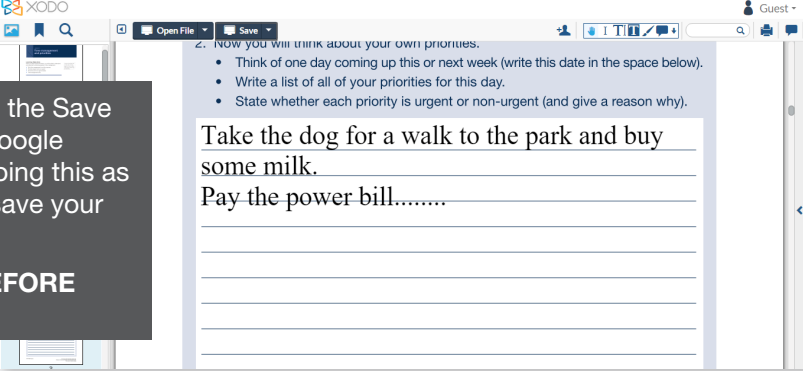 XODO
Guest
Open File
Save
2. Now you will think about your own priorities.
• Think of one day coming up this or next week (write this date in the space below).
• Write a list of all of your priorities for this day.
• State whether each priority is urgent or non-urgent (and give a reason why).
the Save
oogle
oing this as
save your
EFORE
Take the dog for a walk to the park and buy
some milk.
Pay the power bill........